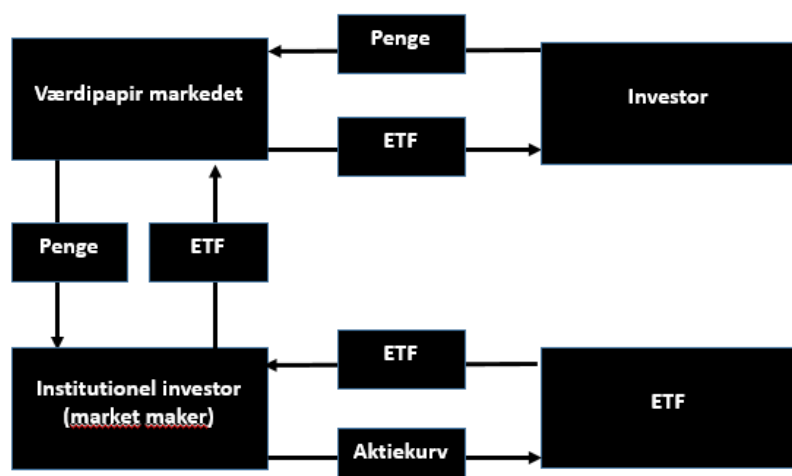 Penge
Værdipapir markedet
Investor
ETF
Penge
ETF
ETF
Institutionel investor
(market maker)
ETF
Aktiekurv